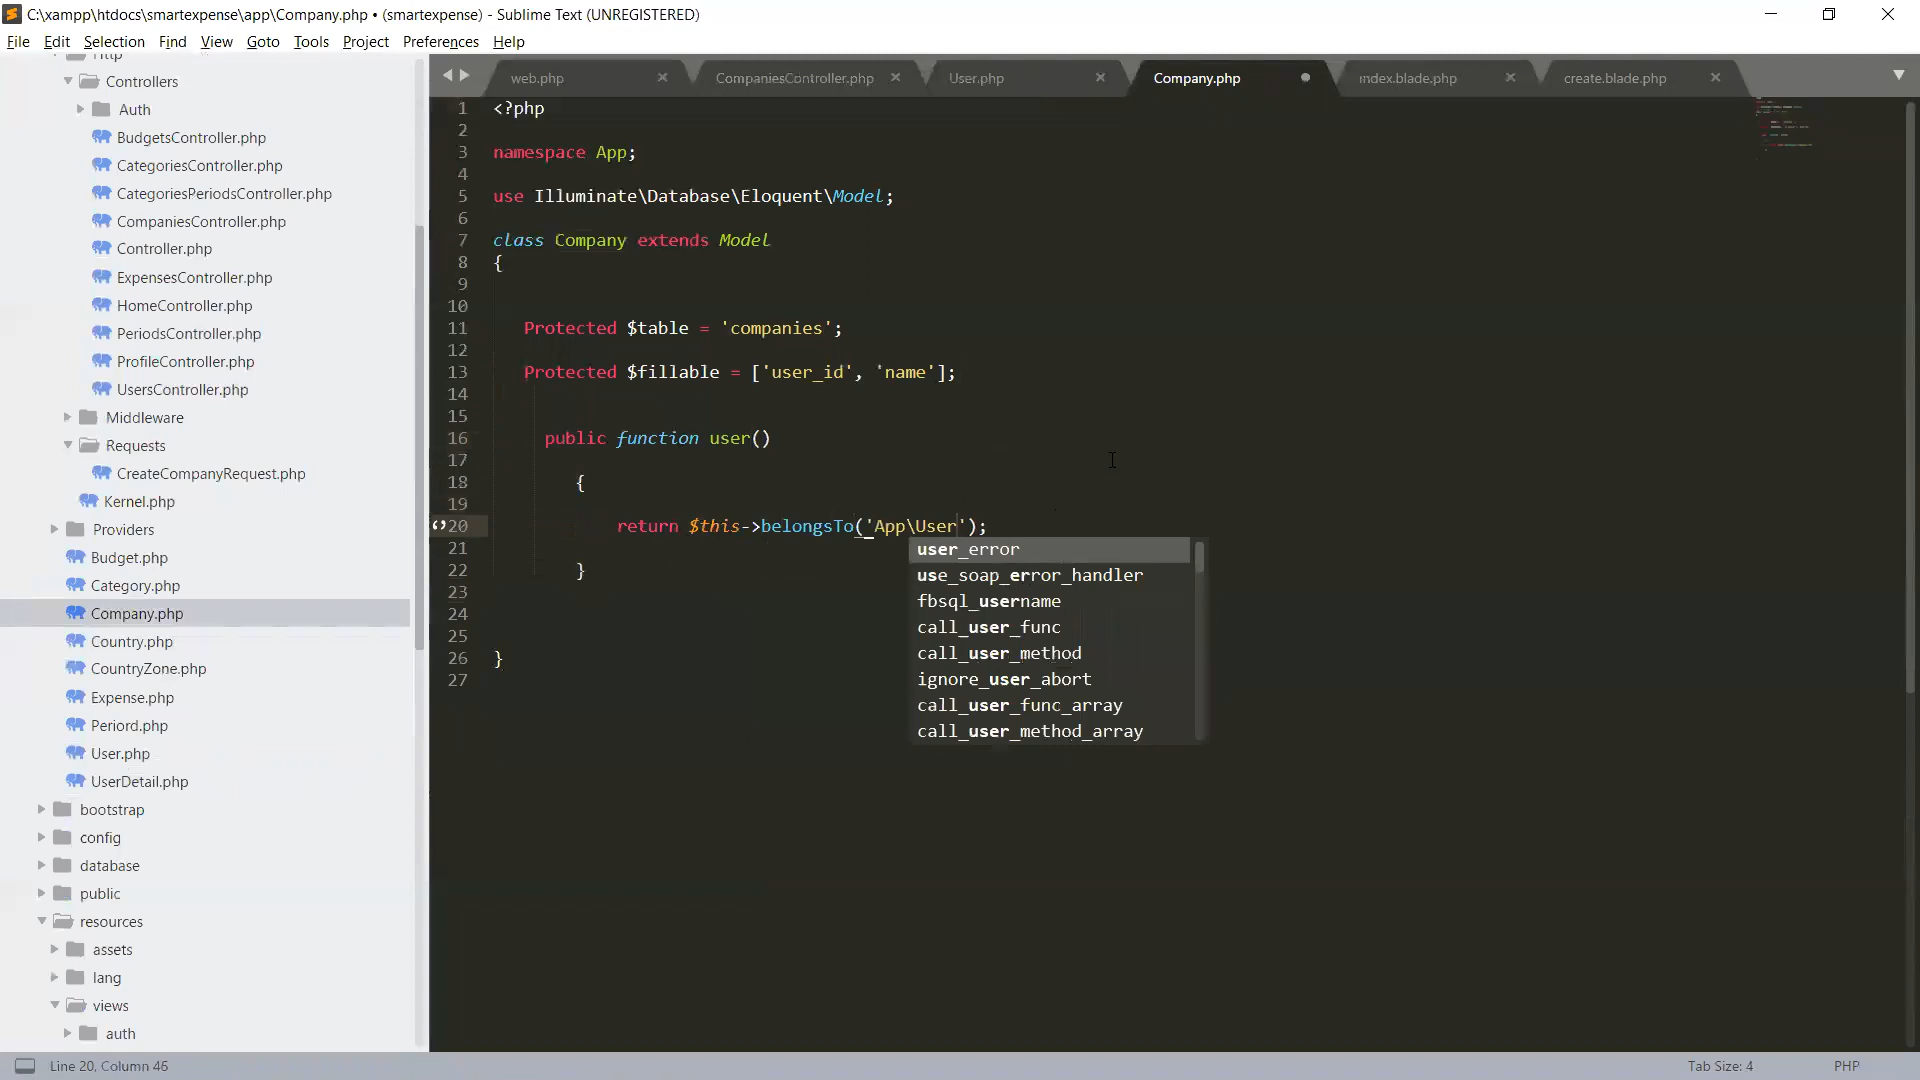 C:\xampp\htdocs\smartexpense\app\Company.php • (smartexpense) - Sublime Text (UNREGISTERED)
File Edit Selection Find View Goto Tools Project Preferences Help
Http
Controllers
Auth
BudgetsController.php
CategoriesController.php
CategoriesPeriodsController.php
CompaniesController.php
Controller.php
ExpensesController.php
HomeController.php
PeriodsController.php
ProfileController.php
UsersController.php
Middleware
Requests
CreateCompanyRequest.php
Kernel.php
Providers
Budget.php
Category.php
Company.php
Country.php
CountryZone.php
Expense.php
Periord.php
User.php
UserDetail.php
bootstrap
config
database
public
resources
assets
lang
views
auth
web.php CompaniesController.php User.php Company.php index.blade.php create.blade.php
1 <?php
2
3 namespace App;
4
5 use Illuminate\Database\Eloquent\Model;
6
7 class Company extends Model
8 {
9
10
11 Protected $table = 'companies';
12
13 Protected $fillable = ['user_id', 'name'];
14
15
16 public function user()
17
18 {
19
20 return $this->belongsTo('App\User');
21
22 }
23
24
25
26 }
27
user_error
use_soap_error_handler
fbsql_username
call_user_func
call_user_method
ignore_user_abort
call_user_func_array
call_user_method_array
Line 20, Column 46 Tab Size: 4 PHP